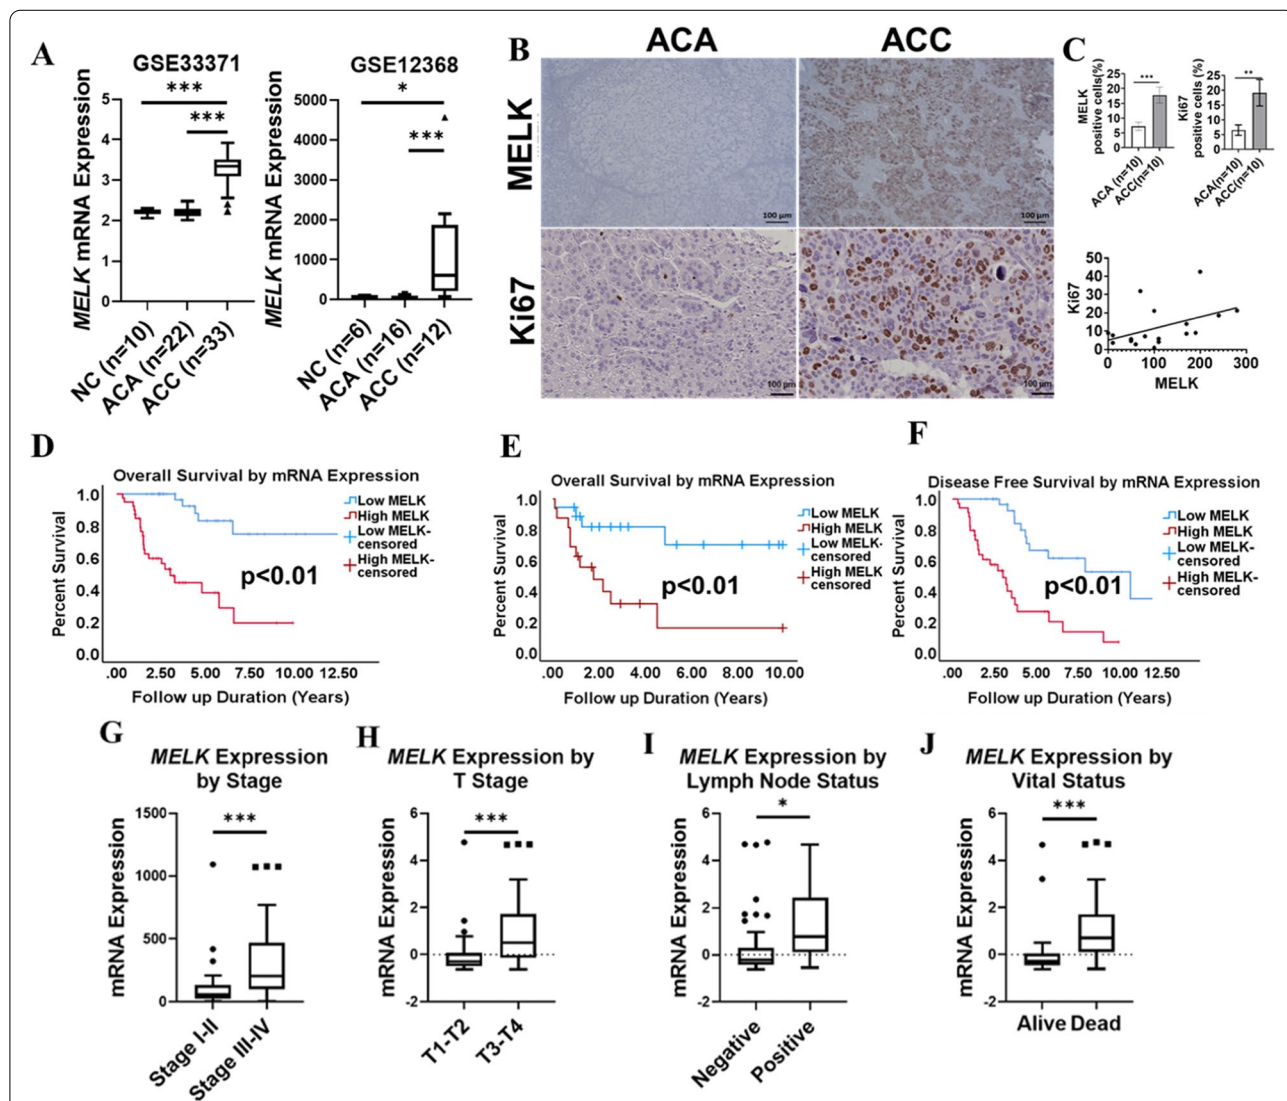 A
GSE33371
***
***
MELK mRNA Expression
5
4
3
2
1
0
NC (n=10)
ACA (n=22)
ACC (n=33)
GSE12368
*
***
MELK mRNA Expression
5000
4000
3000
2000
1000
0
NC (n=6)
ACA (n=16)
ACC (n=12)
B
ACA
ACC
MELK
Ki67
100 µm
100 µm
100 µm
100 µm
C
MELK
positive cells(%)
25
20
15
10
5
0
***
ACA (n=10)
ACC(n=10)
Ki67
positive cells (%)
25
20
15
10
5
0
**
ACA(n=10)
ACC(n=10)
Ki67
50
40
30
20
10
0
0
100
200
300
MELK
D
Overall Survival by mRNA Expression
Percent Survival
1.0
0.8
0.6
0.4
0.2
0.0
Low MELK
High MELK
Low MELK-
censored
High MELK-
censored
p<0.01
.00 2.50 5.00 7.50 10.00 12.50
Follow up Duration (Years)
E
Overall Survival by mRNA Expression
Percent Survival
1.0
0.8
0.6
0.4
0.2
0.0
Low MELK
High MELK
Low MELK-
censored
High MELK
censored
p<0.01
.00 2.00 4.00 6.00 8.00 10.00
Follow up Duration (Years)
F
Disease Free Survival by mRNA Expression
Percent Survival
1.0
0.8
0.6
0.4
0.2
0.0
Low MELK
High MELK
Low MELK-
censored
High MELK-
censored
p<0.01
.00 2.50 5.00 7.50 10.00 12.50
Follow up Duration (Years)
G
MELK Expression
by Stage
***
mRNA Expression
1500
1000
500
0
Stage I-II
Stage III-IV
H
MELK Expression by
T Stage
***
mRNA Expression
6
4
2
0
-2
T1-T2
T3-T4
I
MELK Expression by
Lymph Node Status
*
mRNA Expression
6
4
2
0
-2
Negative
Positive
J
MELK Expression by
Vital Status
***
mRNA Expression
6
4
2
0
-2
Alive Dead